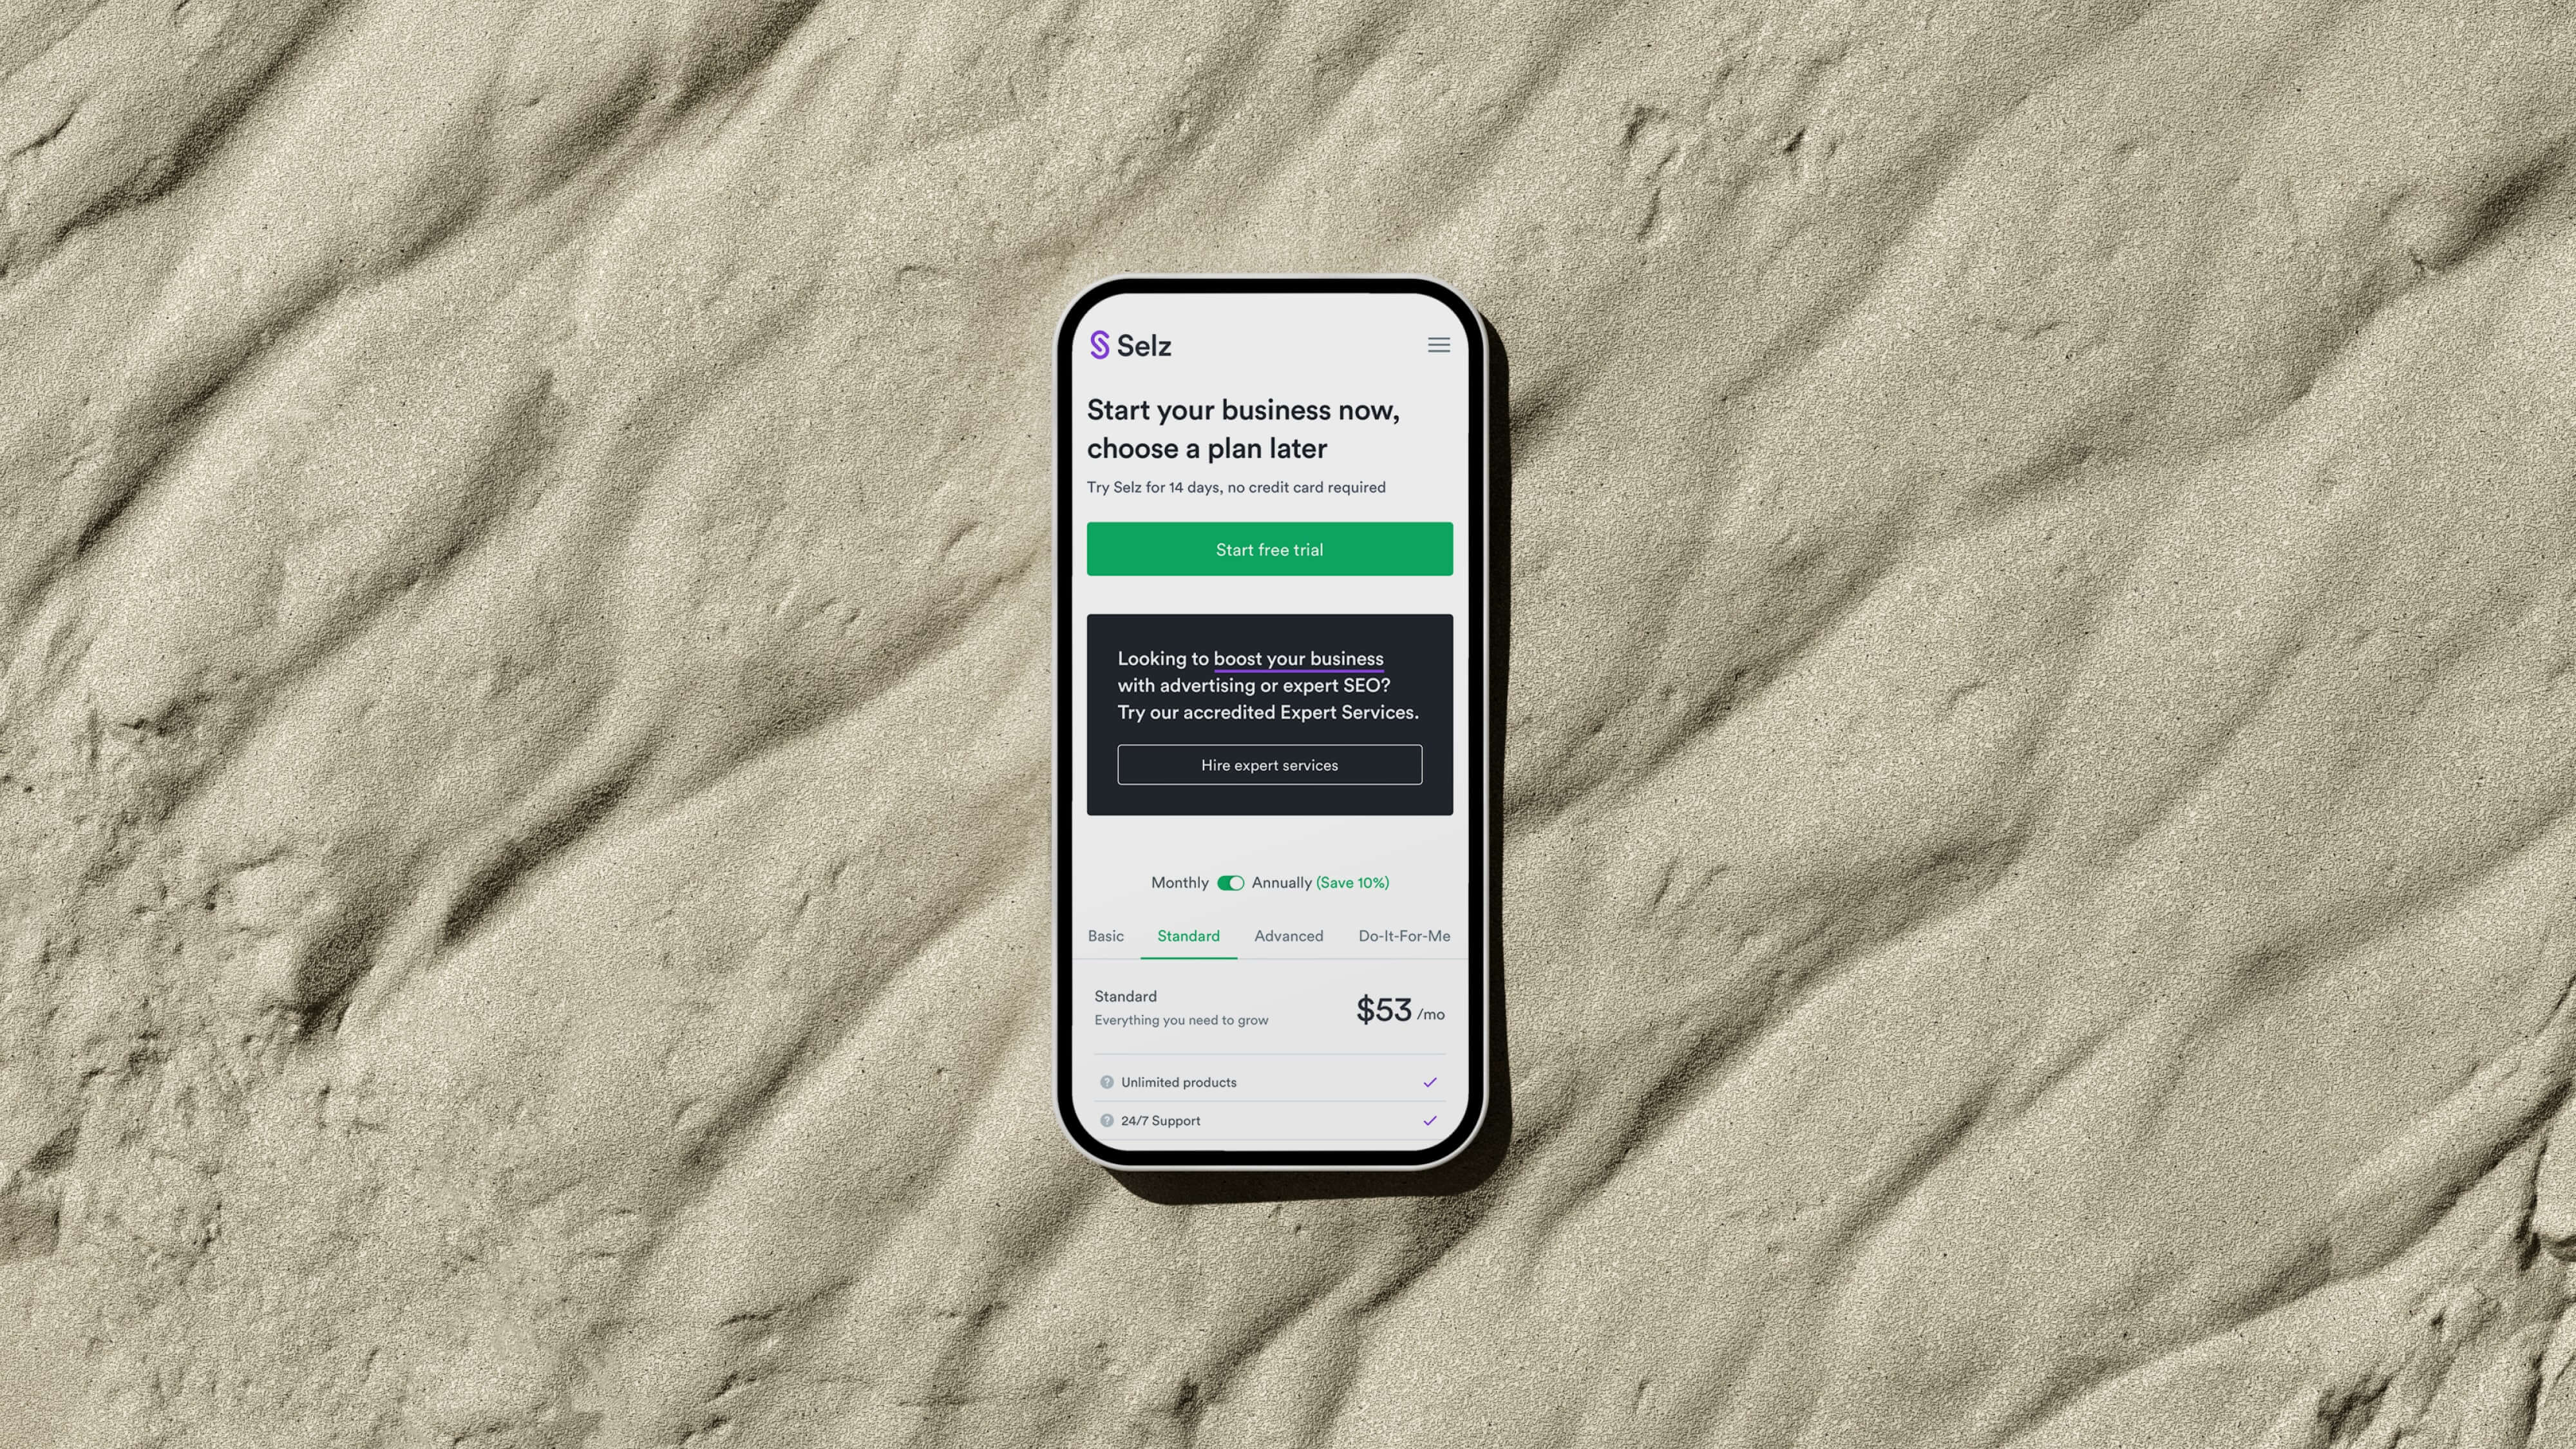 Selz
Start your business now,
choose a plan later
Try Selz for 14 days, no credit card required
Start free trial
Looking to boost your business
with advertising or expert SEO?
Try our accredited Expert Services.
Hire expert services
Monthly Annually (Save 10%)
Basic Standard Advanced Do-It-For-Me
Standard
Everything you need to grow
$53 /mo
? Unlimited products
? 24/7 Support